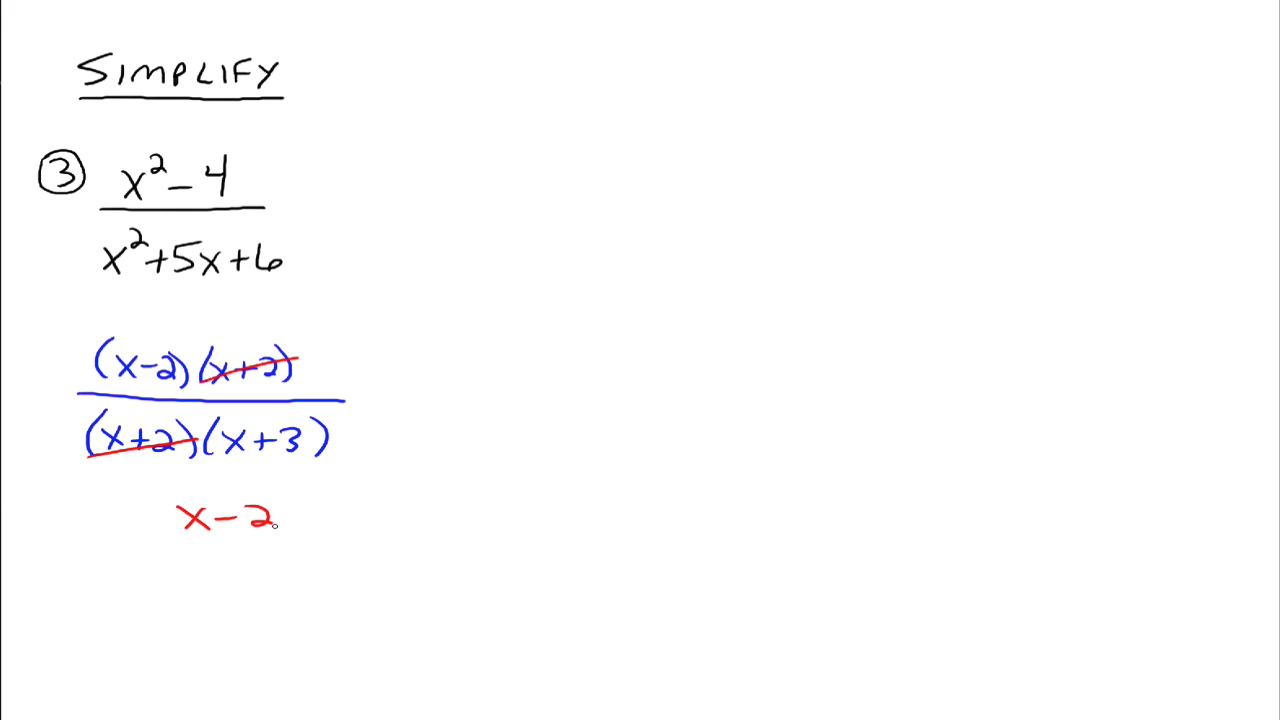 SIMPLIFY
③ x² - 4
x² + 5x + 6
(x - 2)(x + 2)
(x + 2)(x + 3)
x - 2